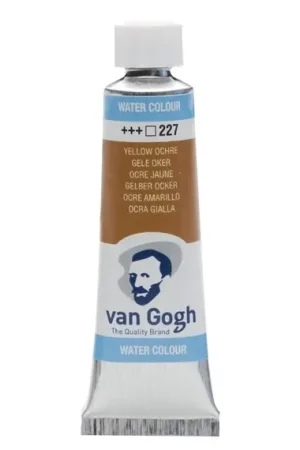 WATER COLOUR
+++□227
YELLOW OCHRE
GELE OKER
OCRE JAUNE
GELBER OCKER
OCRE AMARILLO
OCRA GIALLA
van Gogh
The Quality Brand
WATER COLOUR